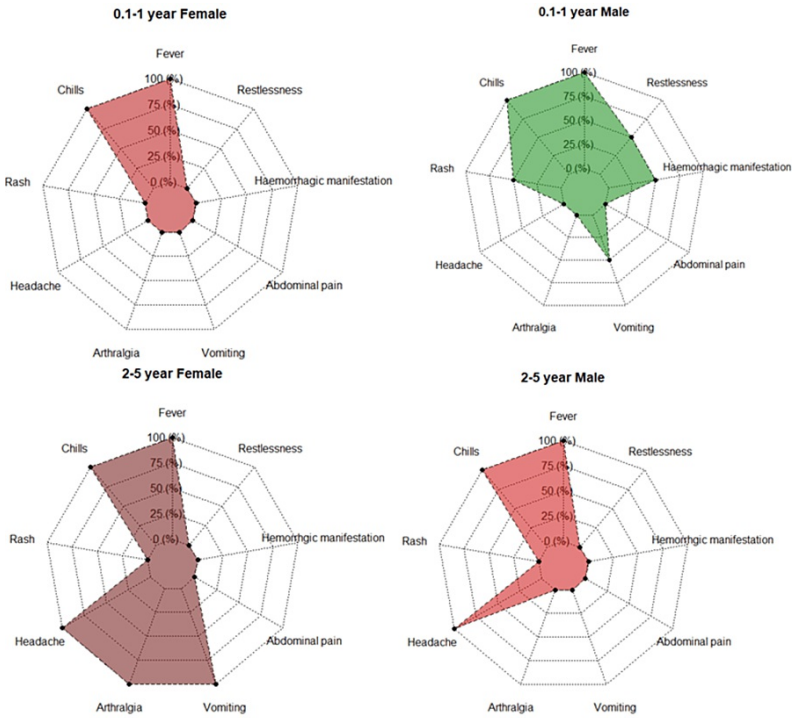 0.1-1 year Female
Fever
100 (%)
Chills
Restlessness
75 (%)
50 (%)
25 (%)
Rash
0 (%)
Haemorrhagic manifestation
Headache
Abdominal pain
Arthralgia
Vomiting
0.1-1 year Male
Fever
100 (%)
Chills
Restlessness
75 (%)
50 (%)
25 (%)
Rash
0 (%)
Haemorrhagic manifestation
Headache
Abdominal pain
Arthralgia
Vomiting
2-5 year Female
Fever
100 (%)
Chills
Restlessness
75 (%)
50 (%)
25 (%)
Rash
0 (%)
Hemorrhgic manifestation
Headache
Abdominal pain
Arthralgia
Vomiting
2-5 year Male
Fever
100 (%)
Chills
Restlessness
75 (%)
50 (%)
25 (%)
Rash
0 (%)
Hemorrhgic manifestation
Headache
Abdominal pain
Arthralgia
Vomiting